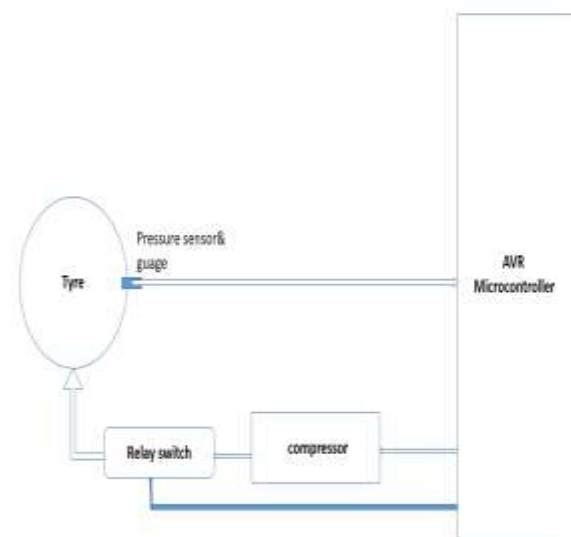 Pressure sensor&
guage
Tyre
AVR
Microcontroller
Relay switch
compressor